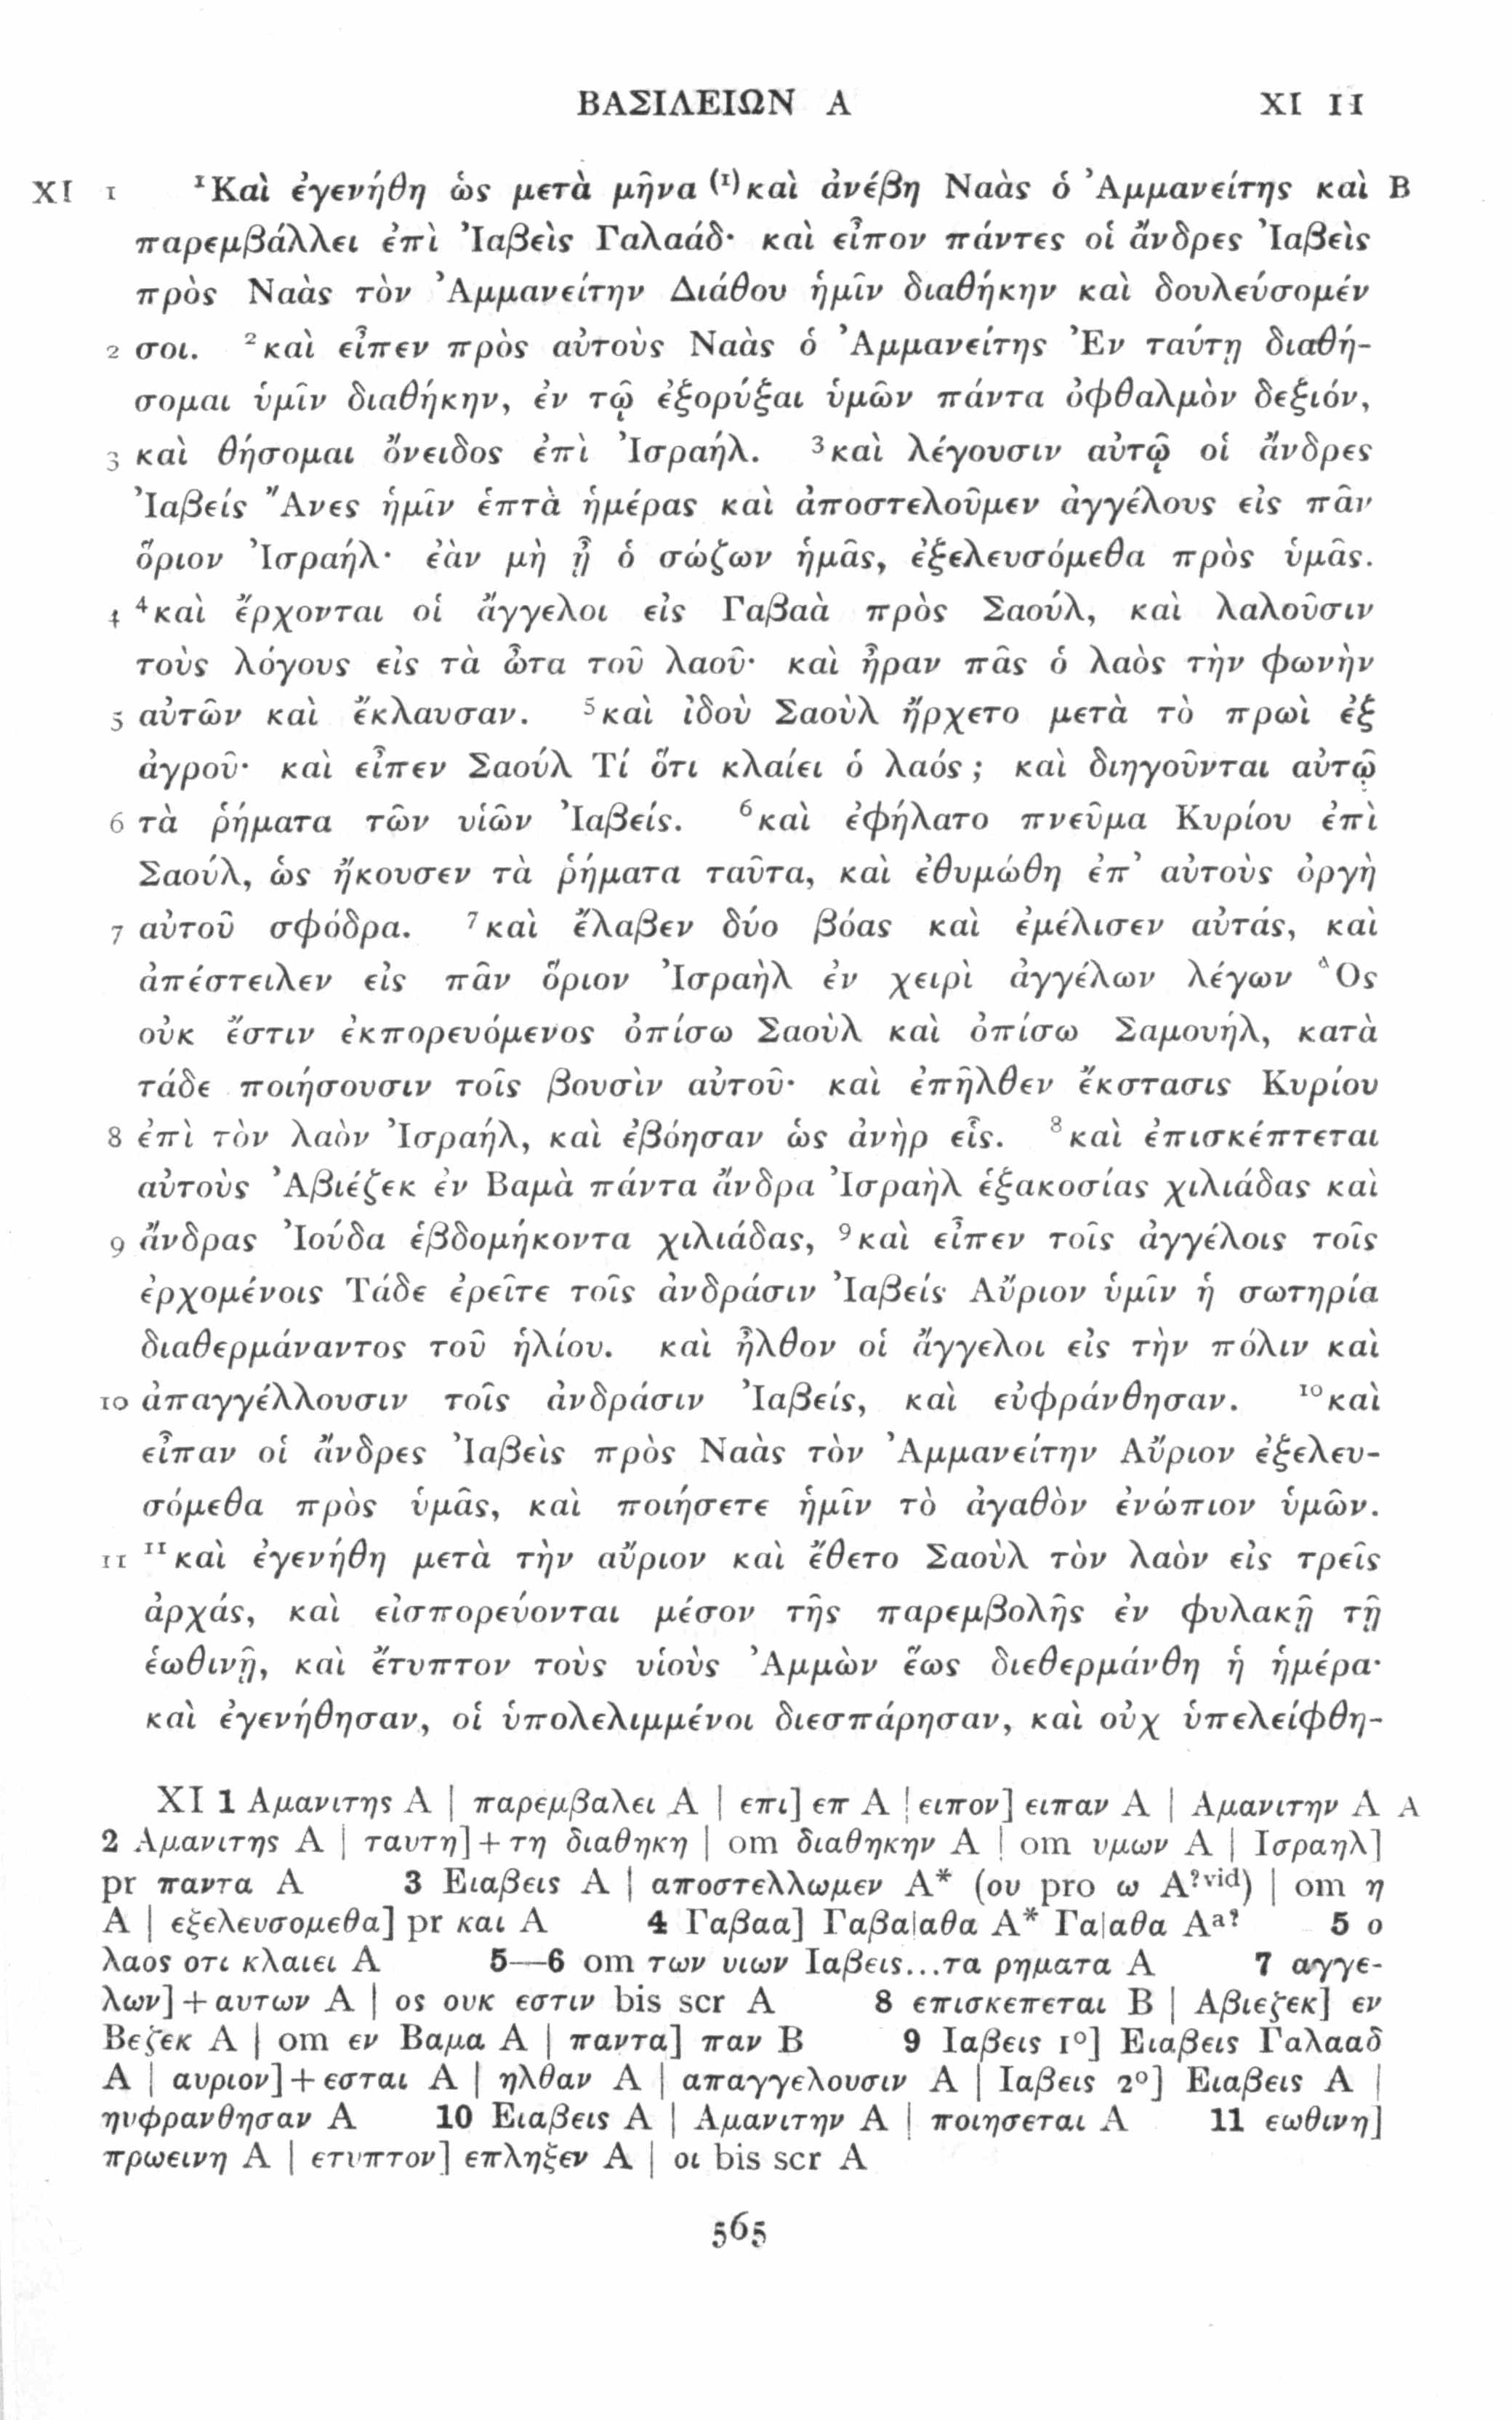 ΒΑΣΙΛΕΙΩΝ Α XI 11
XI 1 ¹Καὶ ἐγενήθη ὡς μετὰ μῆνα ⁽¹⁾καὶ ἀνέβη Ναὰς ὁ Ἀμμανείτης καὶ B
παρεμβάλλει ἐπὶ Ἰαβεὶς Γαλαάδ· καὶ εἶπον πάντες οἱ ἄνδρες Ἰαβεὶς
πρὸς Ναὰς τὸν Ἀμμανείτην Διάθου ἡμῖν διαθήκην καὶ δουλεύσομέν
2 σοι. ²καὶ εἶπεν πρὸς αὐτοὺς Ναὰς ὁ Ἀμμανείτης Ἐν ταύτῃ διαθή-
σομαι ὑμῖν διαθήκην, ἐν τῷ ἐξορύξαι ὑμῶν πάντα ὀφθαλμὸν δεξιόν,
3 καὶ θήσομαι ὄνειδος ἐπὶ Ἰσραήλ. ³καὶ λέγουσιν αὐτῷ οἱ ἄνδρες
Ἰαβείς Ἄνες ἡμῖν ἑπτὰ ἡμέρας καὶ ἀποστελοῦμεν ἀγγέλους εἰς πᾶν
ὅριον Ἰσραήλ· ἐὰν μὴ ᾖ ὁ σώζων ἡμᾶς, ἐξελευσόμεθα πρὸς ὑμᾶς.
4 ⁴καὶ ἔρχονται οἱ ἄγγελοι εἰς Γαβαὰ πρὸς Σαούλ, καὶ λαλοῦσιν
τοὺς λόγους εἰς τὰ ὦτα τοῦ λαοῦ· καὶ ἦραν πᾶς ὁ λαὸς τὴν φωνὴν
5 αὐτῶν καὶ ἔκλαυσαν. ⁵καὶ ἰδοὺ Σαοὺλ ἤρχετο μετὰ τὸ πρωὶ ἐξ
ἀγροῦ· καὶ εἶπεν Σαούλ Τί ὅτι κλαίει ὁ λαός; καὶ διηγοῦνται αὐτῷ
6 τὰ ῥήματα τῶν υἱῶν Ἰαβείς. ⁶καὶ ἐφήλατο πνεῦμα Κυρίου ἐπὶ
Σαούλ, ὡς ἤκουσεν τὰ ῥήματα ταῦτα, καὶ ἐθυμώθη ἐπ’ αὐτοὺς ὀργὴ
7 αὐτοῦ σφόδρα. ⁷καὶ ἔλαβεν δύο βόας καὶ ἐμέλισεν αὐτάς, καὶ
ἀπέστειλεν εἰς πᾶν ὅριον Ἰσραὴλ ἐν χειρὶ ἀγγέλων λέγων Ὃς
οὐκ ἔστιν ἐκπορευόμενος ὀπίσω Σαοὺλ καὶ ὀπίσω Σαμουήλ, κατὰ
τάδε ποιήσουσιν τοῖς βουσὶν αὐτοῦ· καὶ ἐπῆλθεν ἔκστασις Κυρίου
8 ἐπὶ τὸν λαὸν Ἰσραήλ, καὶ ἐβόησαν ὡς ἀνὴρ εἷς. ⁸καὶ ἐπισκέπτεται
αὐτοὺς Ἀβιέζεκ ἐν Βαμὰ πάντα ἄνδρα Ἰσραὴλ ἑξακοσίας χιλιάδας καὶ
9 ἄνδρας Ἰούδα ἑβδομήκοντα χιλιάδας, ⁹καὶ εἶπεν τοῖς ἀγγέλοις τοῖς
ἐρχομένοις Τάδε ἐρεῖτε τοῖς ἀνδράσιν Ἰαβείς Αὔριον ὑμῖν ἡ σωτηρία
διαθερμάναντος τοῦ ἡλίου. καὶ ἦλθον οἱ ἄγγελοι εἰς τὴν πόλιν καὶ
10 ἀπαγγέλλουσιν τοῖς ἀνδράσιν Ἰαβείς, καὶ εὐφράνθησαν. ¹⁰καὶ
εἶπαν οἱ ἄνδρες Ἰαβεὶς πρὸς Ναὰς τὸν Ἀμμανείτην Αὔριον ἐξελευ-
σόμεθα πρὸς ὑμᾶς, καὶ ποιήσετε ἡμῖν τὸ ἀγαθὸν ἐνώπιον ὑμῶν.
11 ¹¹καὶ ἐγενήθη μετὰ τὴν αὔριον καὶ ἔθετο Σαοὺλ τὸν λαὸν εἰς τρεῖς
ἀρχάς, καὶ εἰσπορεύονται μέσον τῆς παρεμβολῆς ἐν φυλακῇ τῇ
ἑωθινῇ, καὶ ἔτυπτον τοὺς υἱοὺς Ἀμμὼν ἕως διεθερμάνθη ἡ ἡμέρα·
καὶ ἐγενήθησαν, οἱ ὑπολελιμμένοι διεσπάρησαν, καὶ οὐχ ὑπελείφθη-
XI 1 Αμανιτης A | παρεμβαλει A | επι] επ A | ειπον] ειπαν A | Αμανιτην A A
2 Αμανιτης A | ταυτη] + τη διαθηκη | om διαθηκην A | om υμων A | Ισραηλ]
pr παντα A 3 Ειαβεις A | αποστελλωμεν A* (ου pro ω A?vid) | om η
A | εξελευσομεθα] pr και A 4 Γαβαα] Γαβα|αθα A* Γα|αθα Aa? 5 ο
λαος οτι κλαιει A 5—6 om των υιων Ιαβεις...τα ρηματα A 7 αγγε-
λων] + αυτων A | ος ουκ εστιν bis scr A 8 επισκεπεται B | Αβιεζεκ] εν
Βεζεκ A | om εν Βαμα A | παντα] παν B 9 Ιαβεις 1°] Ειαβεις Γαλααδ
A | αυριον] + εσται A | ηλθαν A | απαγγελουσιν A | Ιαβεις 2°] Ειαβεις A |
ηυφρανθησαν A 10 Ειαβεις A | Αμανιτην A | ποιησεται A 11 εωθινη]
πρωεινη A | ετυπτον] επληξεν A | οι bis scr A
565